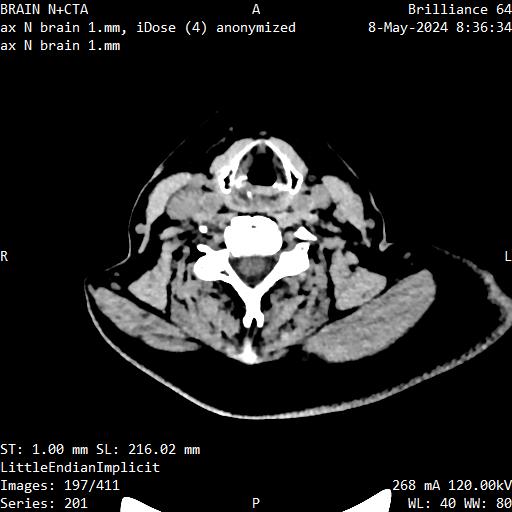 BRAIN N+CTA
A
Brilliance 64
ax N brain 1.mm, iDose (4) anonymized
8-May-2024 8:36:34
ax N brain 1.mm
R
L
ST: 1.00 mm SL: 216.02 mm
LittleEndianImplicit
Images: 197/411
268 mA 120.00kV
Series: 201
P
WL: 40 WW: 80